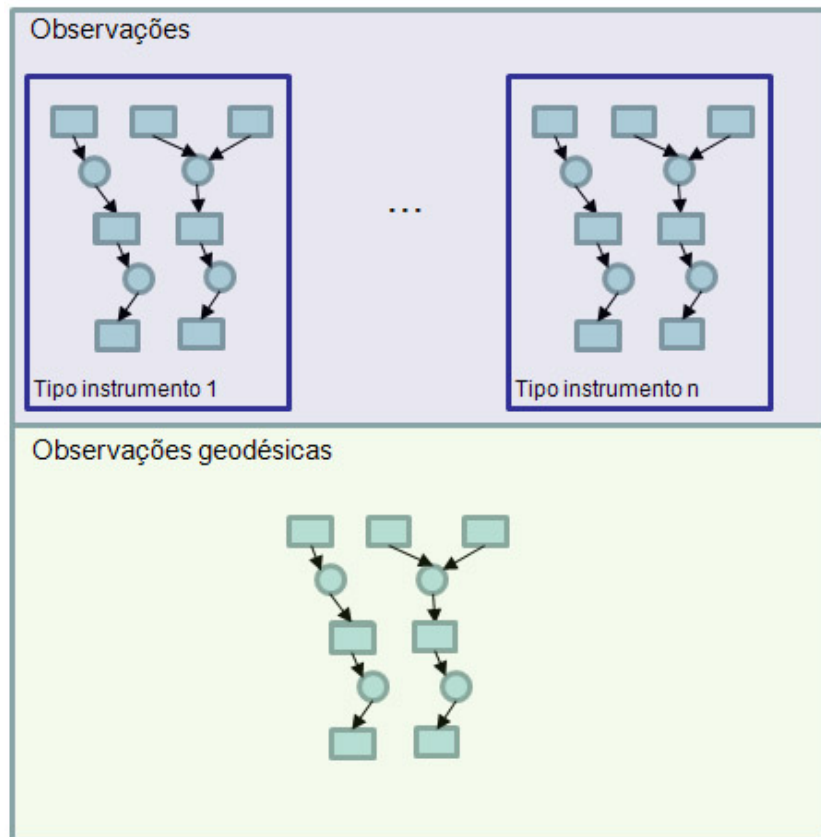 Observações
...
Tipo instrumento 1
Tipo instrumento n
Observações geodésicas